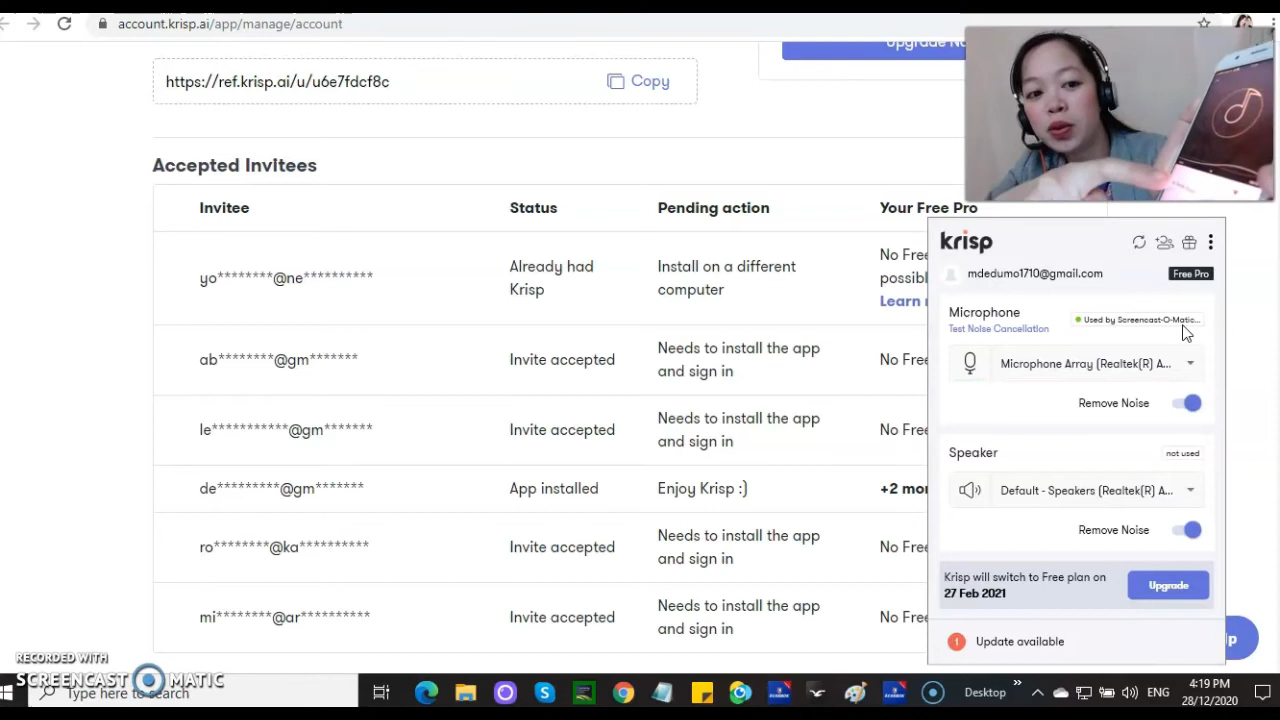 account.krisp.ai/app/manage/account
https://ref.krisp.ai/u/u6e7fdcf8c
Copy
Accepted Invitees
Invitee Status Pending action Your Free Pro
yo********@ne********** Already had Krisp Install on a different computer No Free possible
Learn
ab********@gm******* Invite accepted Needs to install the app and sign in No Free
le***********@gm******* Invite accepted Needs to install the app and sign in No Free
de*********@gm******* App installed Enjoy Krisp :) +2
ro********@ka********** Invite accepted Needs to install the app and sign in No Free
mi********@ar********** Invite accepted Needs to install the app and sign in No Free
krisp
mdedumo1710@gmail.com Free Pro
Microphone
Used by Screencast-O-Matic...
Test Noise Cancellation
Microphone Array (Realtek(R) A...
Remove Noise
Speaker not used
Default - Speakers (Realtek(R) A...
Remove Noise
Krisp will switch to Free plan on
27 Feb 2021
Upgrade
! Update available
RECORDED WITH
SCREENCAST MATIC
Type here to search
Desktop
ENG
4:19 PM
28/12/2020